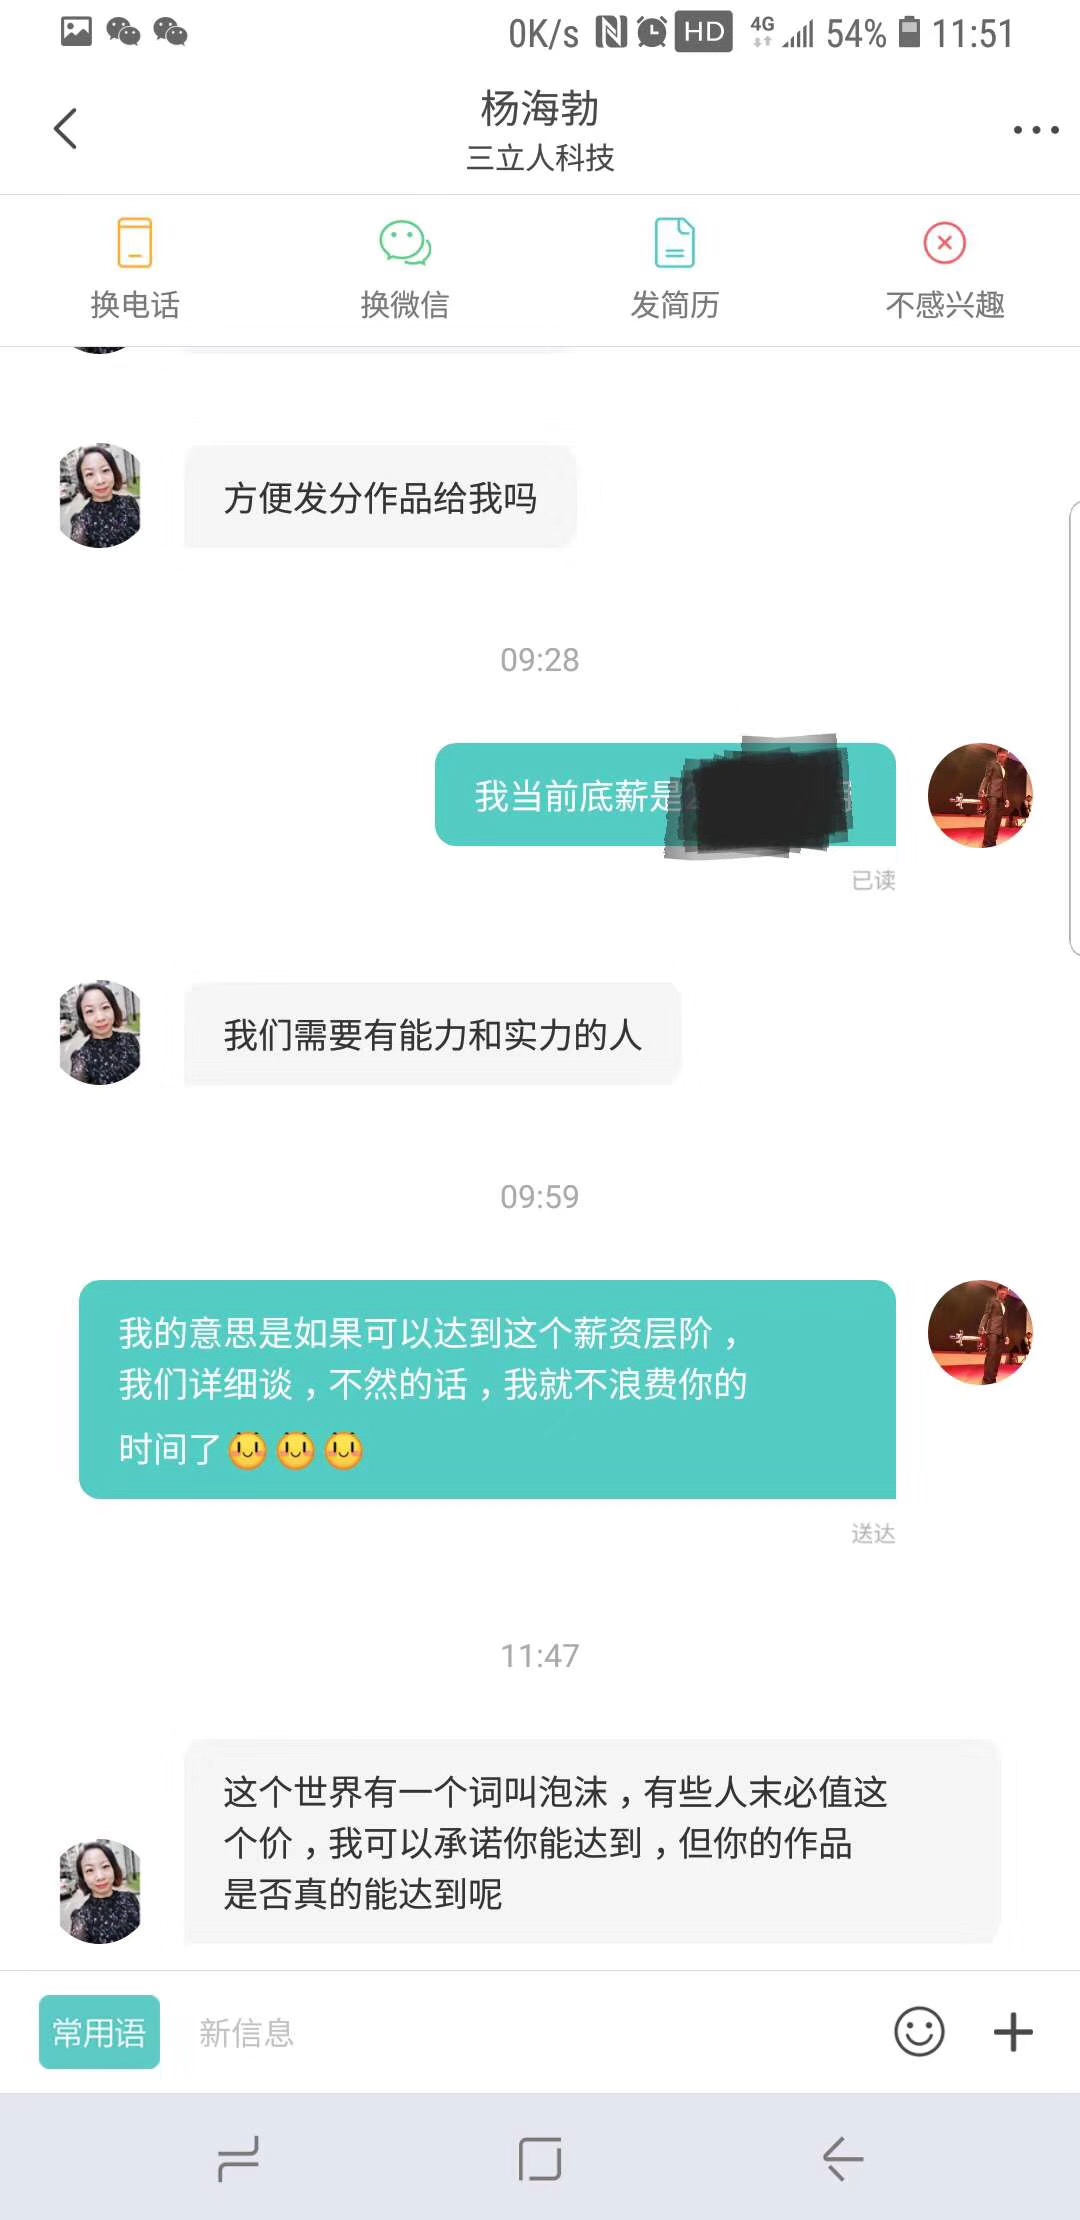 0K/s HD 4G 54% 11:51
杨海勃
三立人科技
换电话 换微信 发简历 不感兴趣
方便发分作品给我吗
09:28
我当前底薪是
已读
我们需要有能力和实力的人
09:59
我的意思是如果可以达到这个薪资层阶，
我们详细谈，不然的话，我就不浪费你的
时间了
送达
11:47
这个世界有一个词叫泡沫，有些人末必值这
个价，我可以承诺你能达到，但你的作品
是否真的能达到呢
常用语 新信息